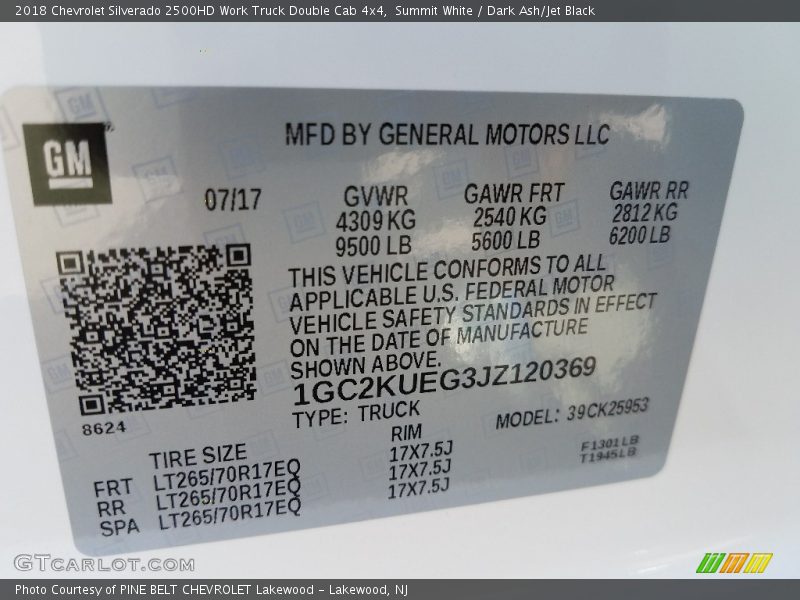 2018 Chevrolet Silverado 2500HD Work Truck Double Cab 4x4, Summit White / Dark Ash/Jet Black
GM
MFD BY GENERAL MOTORS LLC
07/17
GVWR GAWR FRT GAWR RR
4309 KG 2540 KG 2812 KG
9500 LB 5600 LB 6200 LB
THIS VEHICLE CONFORMS TO ALL
APPLICABLE U.S. FEDERAL MOTOR
VEHICLE SAFETY STANDARDS IN EFFECT
ON THE DATE OF MANUFACTURE
SHOWN ABOVE.
1GC2KUEG3JZ120369
8624
TYPE: TRUCK MODEL: 39CK25953
TIRE SIZE RIM
FRT LT265/70R17EQ 17X7.5J
RR LT265/70R17EQ 17X7.5J
SPA LT265/70R17EQ 17X7.5J
F1301LB
T1945LB
GTCARLOT.COM
Photo Courtesy of PINE BELT CHEVROLET Lakewood - Lakewood, NJ